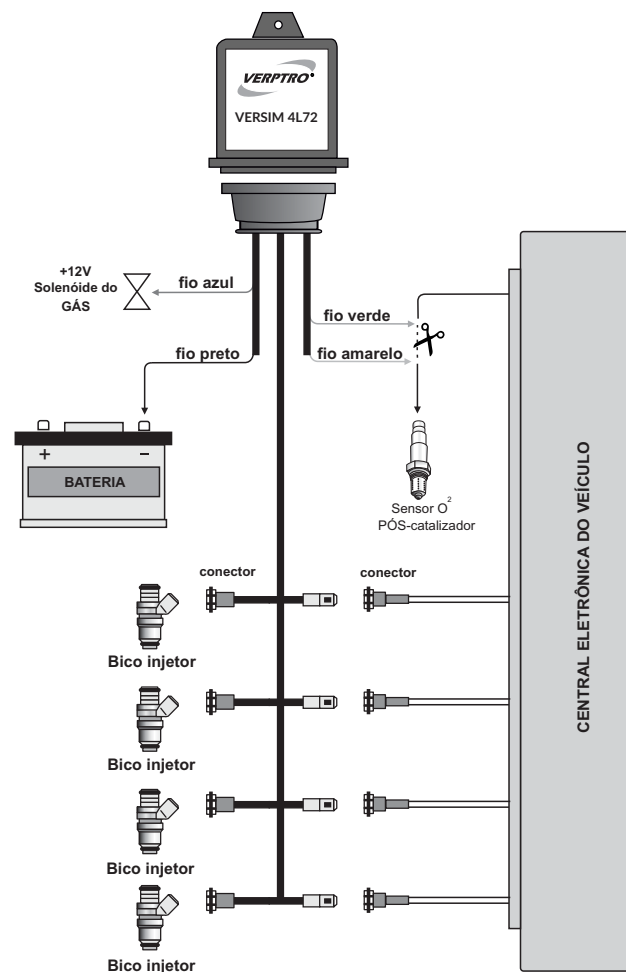 VERPTRO
VERSIM 4L72
+12V
Solenóide do
GÁS
fio azul
fio verde
fio preto
fio amarelo
+ −
BATERIA
Sensor O2
PÓS-catalizador
CENTRAL ELETRÔNICA DO VEÍCULO
conector
conector
Bico injetor
Bico injetor
Bico injetor
Bico injetor